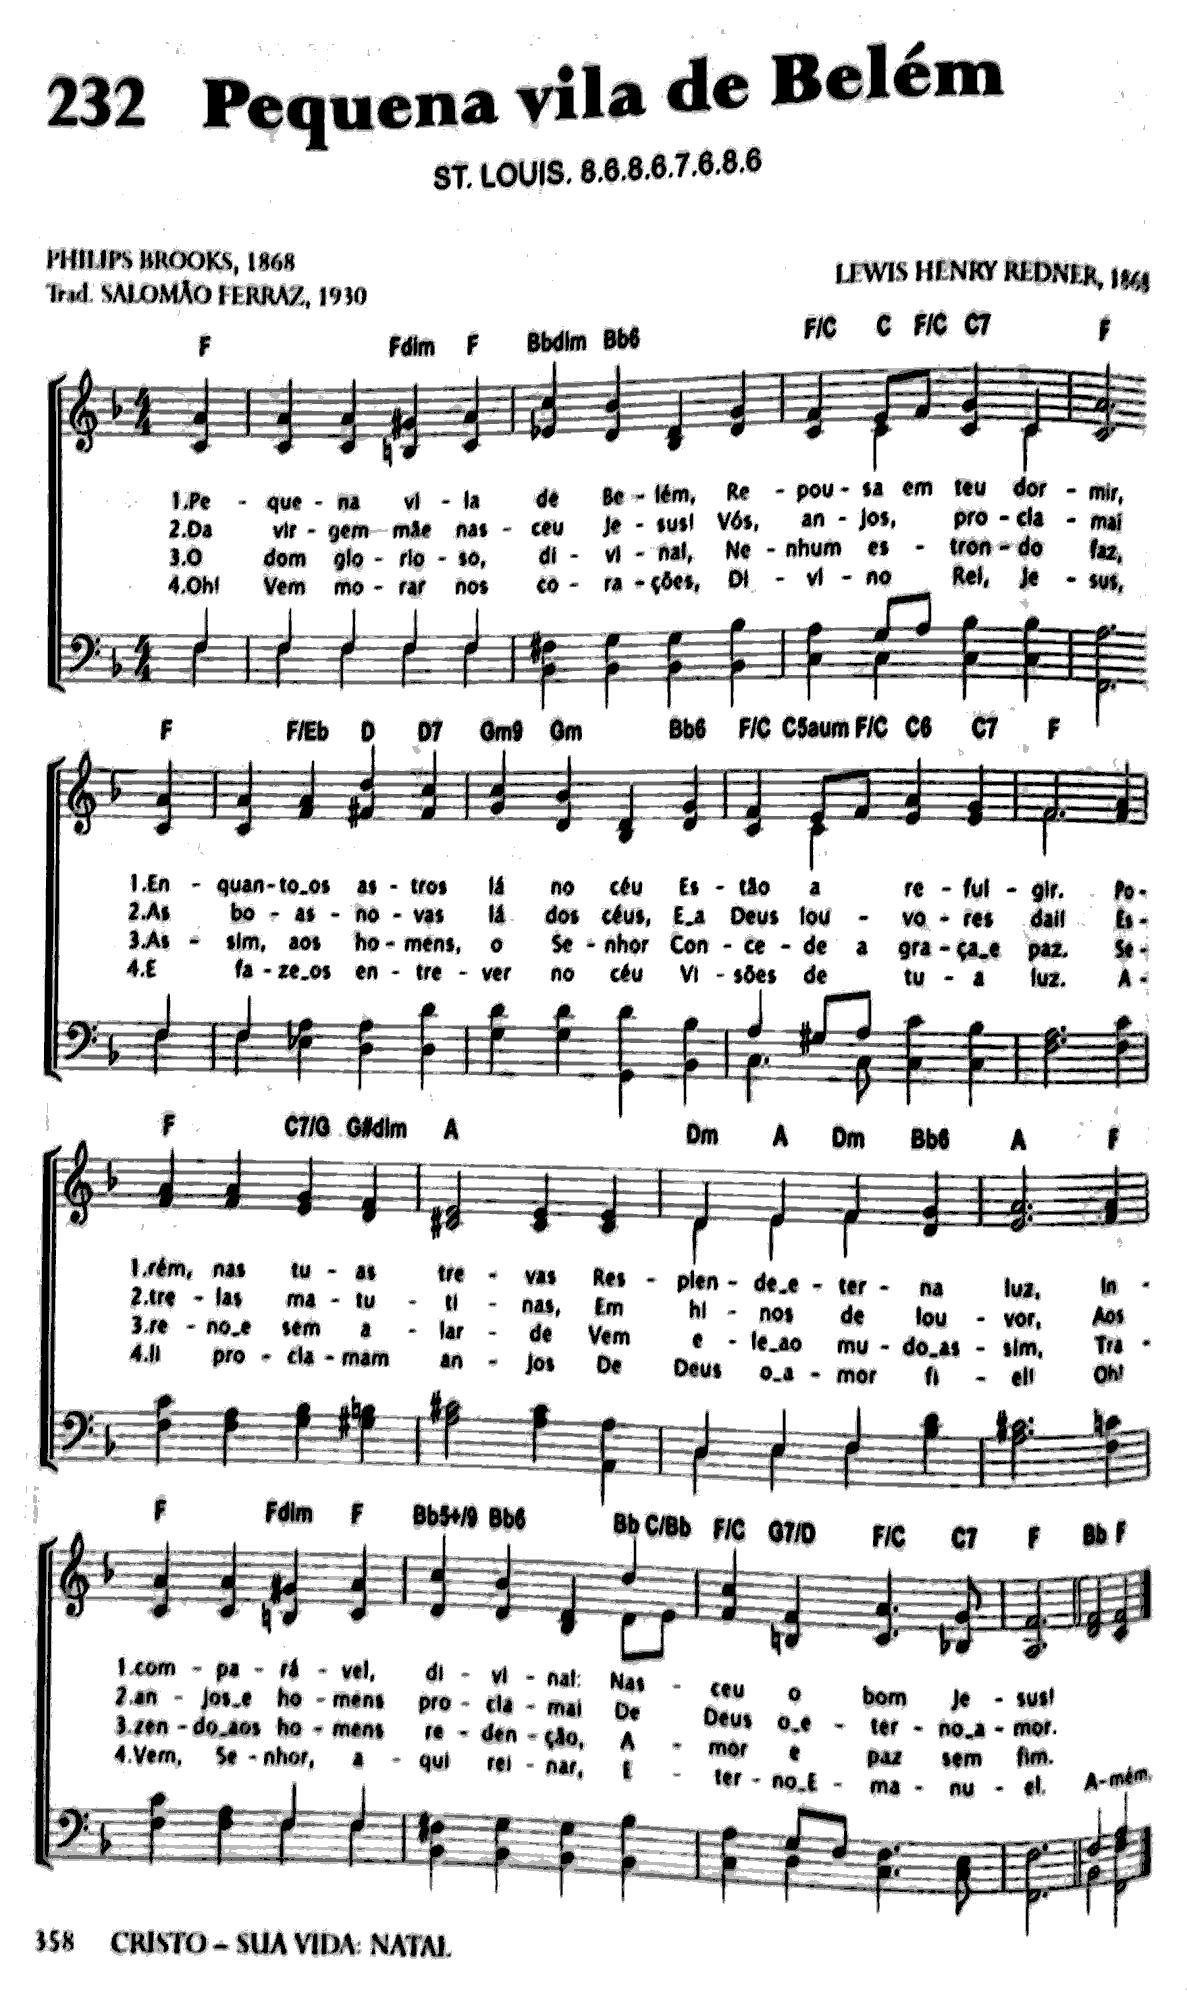 232 Pequena vila de Belém
ST. LOUIS. 8.6.8.6.7.6.8.6
PHILIPS BROOKS, 1868
Trad. SALOMÃO FERRAZ, 1930
LEWIS HENRY REDNER, 1868
F Fdim F Bbdim Bb6 F/C C F/C C7 F
1.Pe - que - na vi - la de Be - lém, Re - pou - sa em teu dor - mir,
2.Da vir - gem mãe nas - ceu Je - sus! Vós, an - jos, pro - cla - mai
3.O dom glo - rio - so, di - vi - nal, Ne - nhum es - tron - do faz,
4.Oh! Vem mo - rar nos co - ra - ções, Di - vi - no Rei, Je - sus,
F F/Eb D D7 Gm9 Gm Bb6 F/C C5aum F/C C6 C7 F
1.En - quan-to_os as - tros lá no céu Es - tão a re - ful - gir. Po-
2.As bo - as - no - vas lá dos céus, E_a Deus lou - vo - res dai! Es-
3.As - sim, aos ho - mens, o Se - nhor Con - ce - de a gra - ça_e paz. Se-
4.E fa - ze_os en - tre - ver no céu Vi - sões de tu - a luz. A-
F C7/G G#dim A Dm A Dm Bb6 A F
1.rém, nas tu - as tre - vas Res - plen - de_e - ter - na luz, In -
2.tre - las ma - tu - ti - nas, Em hi - nos de lou - vor, Aos
3.re - no_e sem a - lar - de Vem e - le_ao mu - do_as - sim, Tra -
4.li pro - cla - mam an - jos De Deus o_a - mor fi - el! Oh!
F Fdim F Bb5+/9 Bb6 Bb C/Bb F/C G7/D F/C C7 F Bb F
1.com - pa - rá - vel, di - vi - nal: Nas - ceu o bom Je - sus!
2.an - jos_e ho - mens pro - cla - mai De Deus o_e - ter - no_a - mor.
3.zen - do_aos ho - mens re - den - ção, A - mor e paz sem fim.
4.Vem, Se - nhor, a - qui rei - nar, E - ter - no_E - ma - nu - el. A-mém.
358 CRISTO – SUA VIDA: NATAL